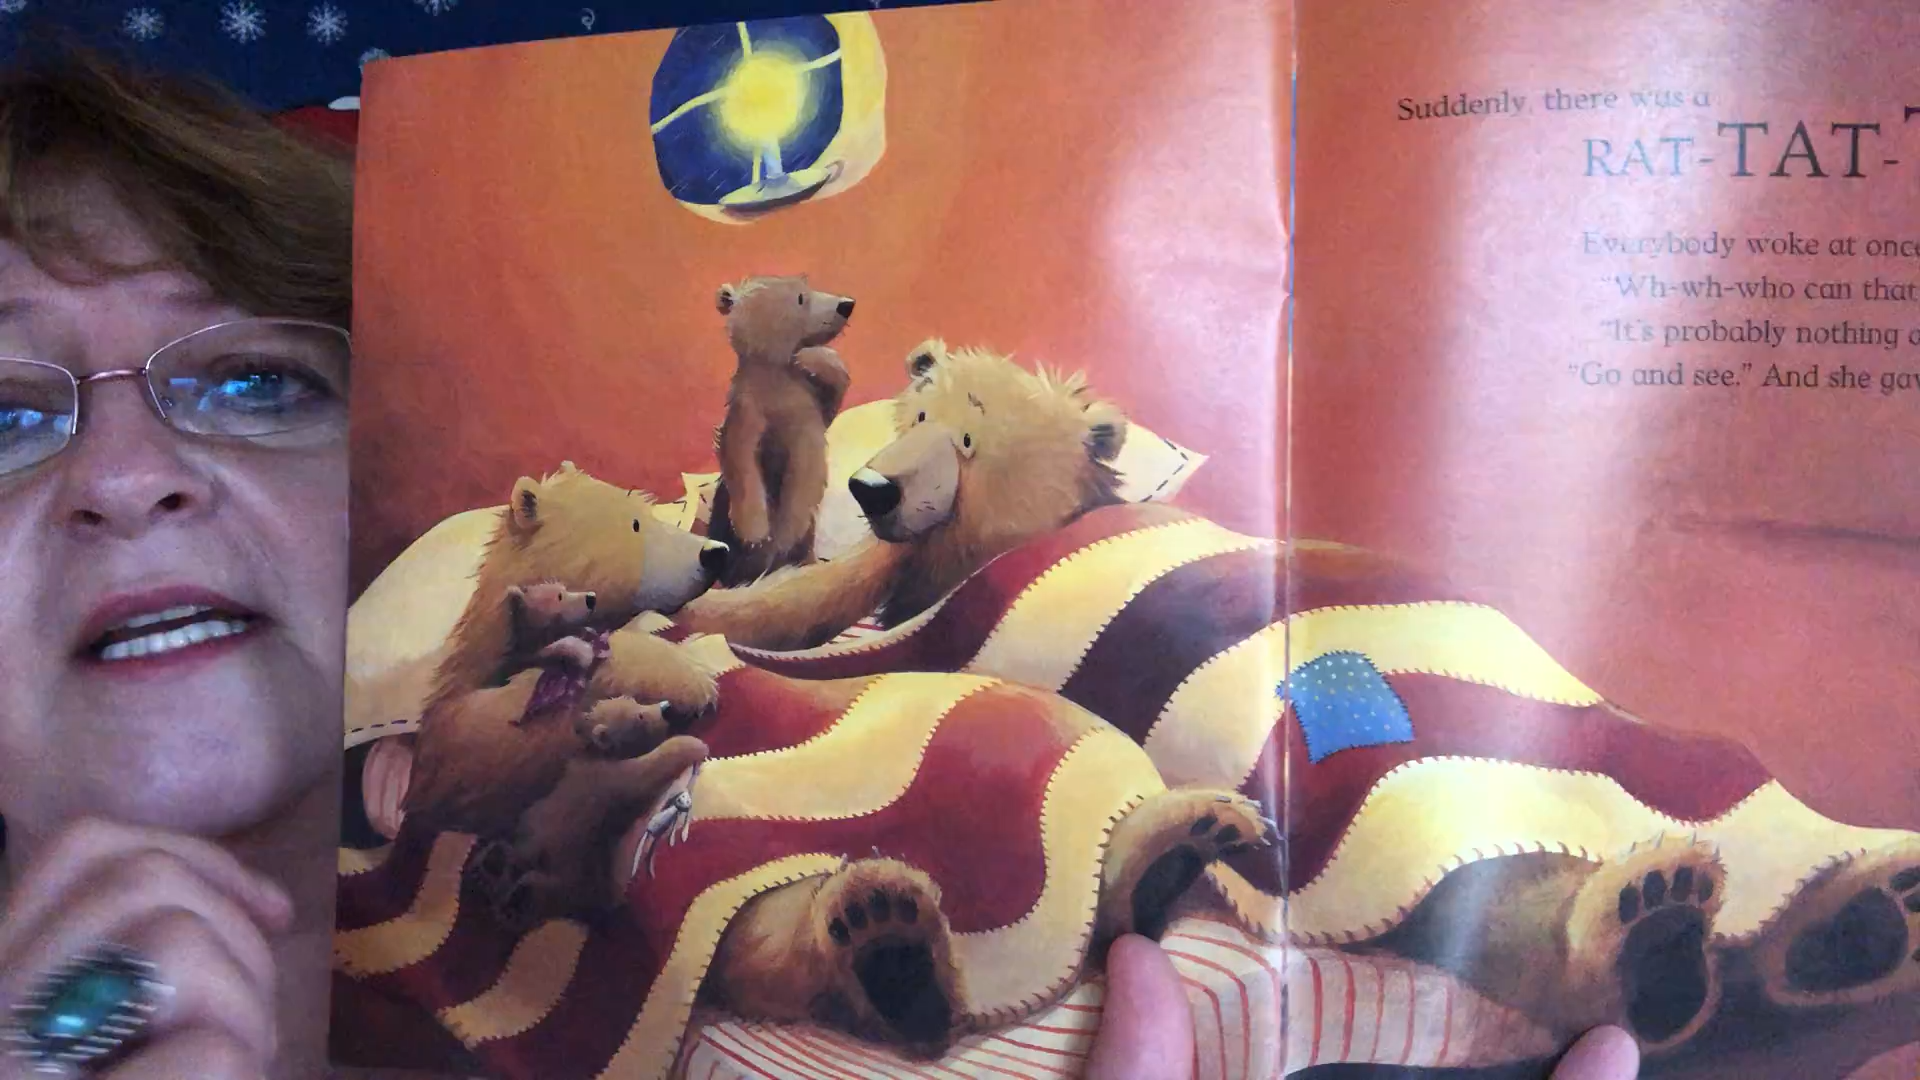 Suddenly, there was a
RAT-TAT-
Everybody woke at once
"Wh-wh-who can that
"It's probably nothing
"Go and see." And she